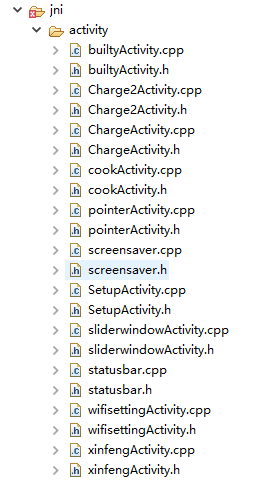 jni
activity
builtyActivity.cpp
builtyActivity.h
Charge2Activity.cpp
Charge2Activity.h
ChargeActivity.cpp
ChargeActivity.h
cookActivity.cpp
cookActivity.h
pointerActivity.cpp
pointerActivity.h
screensaver.cpp
screensaver.h
SetupActivity.cpp
SetupActivity.h
sliderwindowActivity.cpp
sliderwindowActivity.h
statusbar.cpp
statusbar.h
wifisettingActivity.cpp
wifisettingActivity.h
xinfengActivity.cpp
xinfengActivity.h